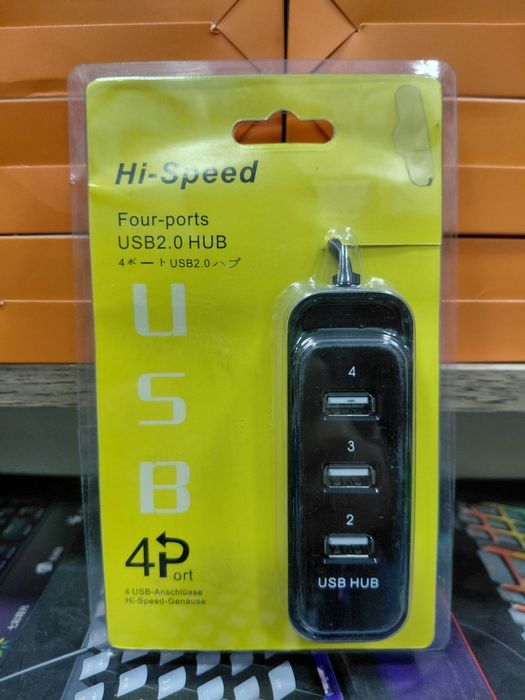 Hi-Speed
Four-ports
USB2.0 HUB
4ポートUSB2.0ハブ
U
S
B
4Port
4 USB-Anschlüsse
Hi-Speed-Genäuse
4
3
2
USB HUB